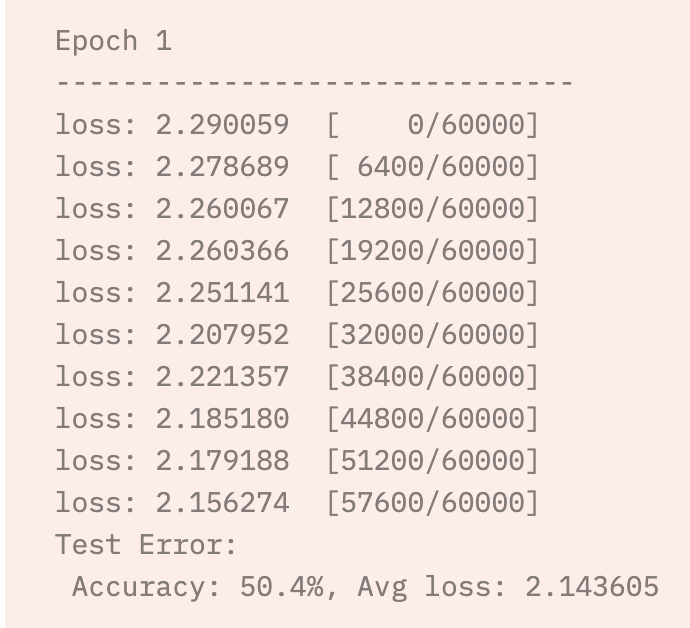 Epoch 1
-------------------------------
loss: 2.290059  [    0/60000]
loss: 2.278689  [ 6400/60000]
loss: 2.260067  [12800/60000]
loss: 2.260366  [19200/60000]
loss: 2.251141  [25600/60000]
loss: 2.207952  [32000/60000]
loss: 2.221357  [38400/60000]
loss: 2.185180  [44800/60000]
loss: 2.179188  [51200/60000]
loss: 2.156274  [57600/60000]
Test Error:
 Accuracy: 50.4%, Avg loss: 2.143605